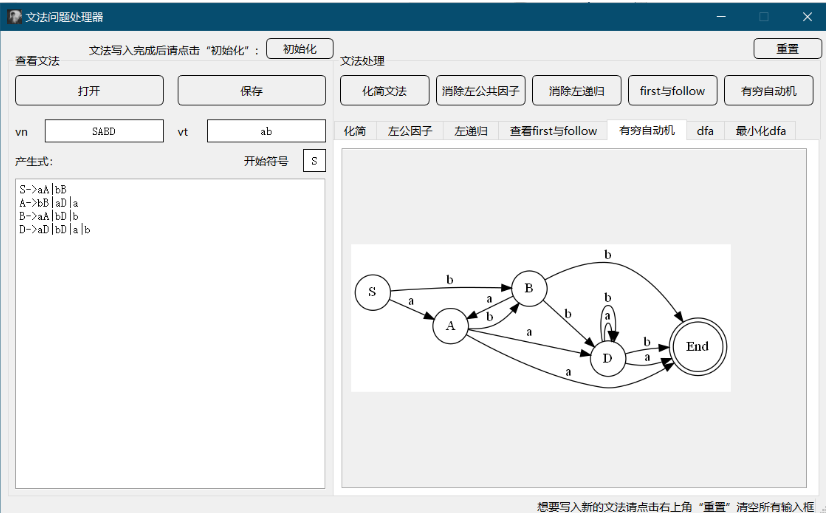 文法问题处理器
文法写入完成后请点击“初始化”： 初始化 重置
查看文法 文法处理
打开 保存 化简文法 消除左公共因子 消除左递归 first与follow 有穷自动机
vn SABD vt ab 化简 左公因子 左递归 查看first与follow 有穷自动机 dfa 最小化dfa
产生式: 开始符号 S
S->aA|bB
A->bB|aD|a
B->aA|bD|b
D->aD|bD|a|b
b
b
S B
a a b b
A b a
a D b End
a
a
想要写入新的文法请点击右上角“重置”清空所有输入框